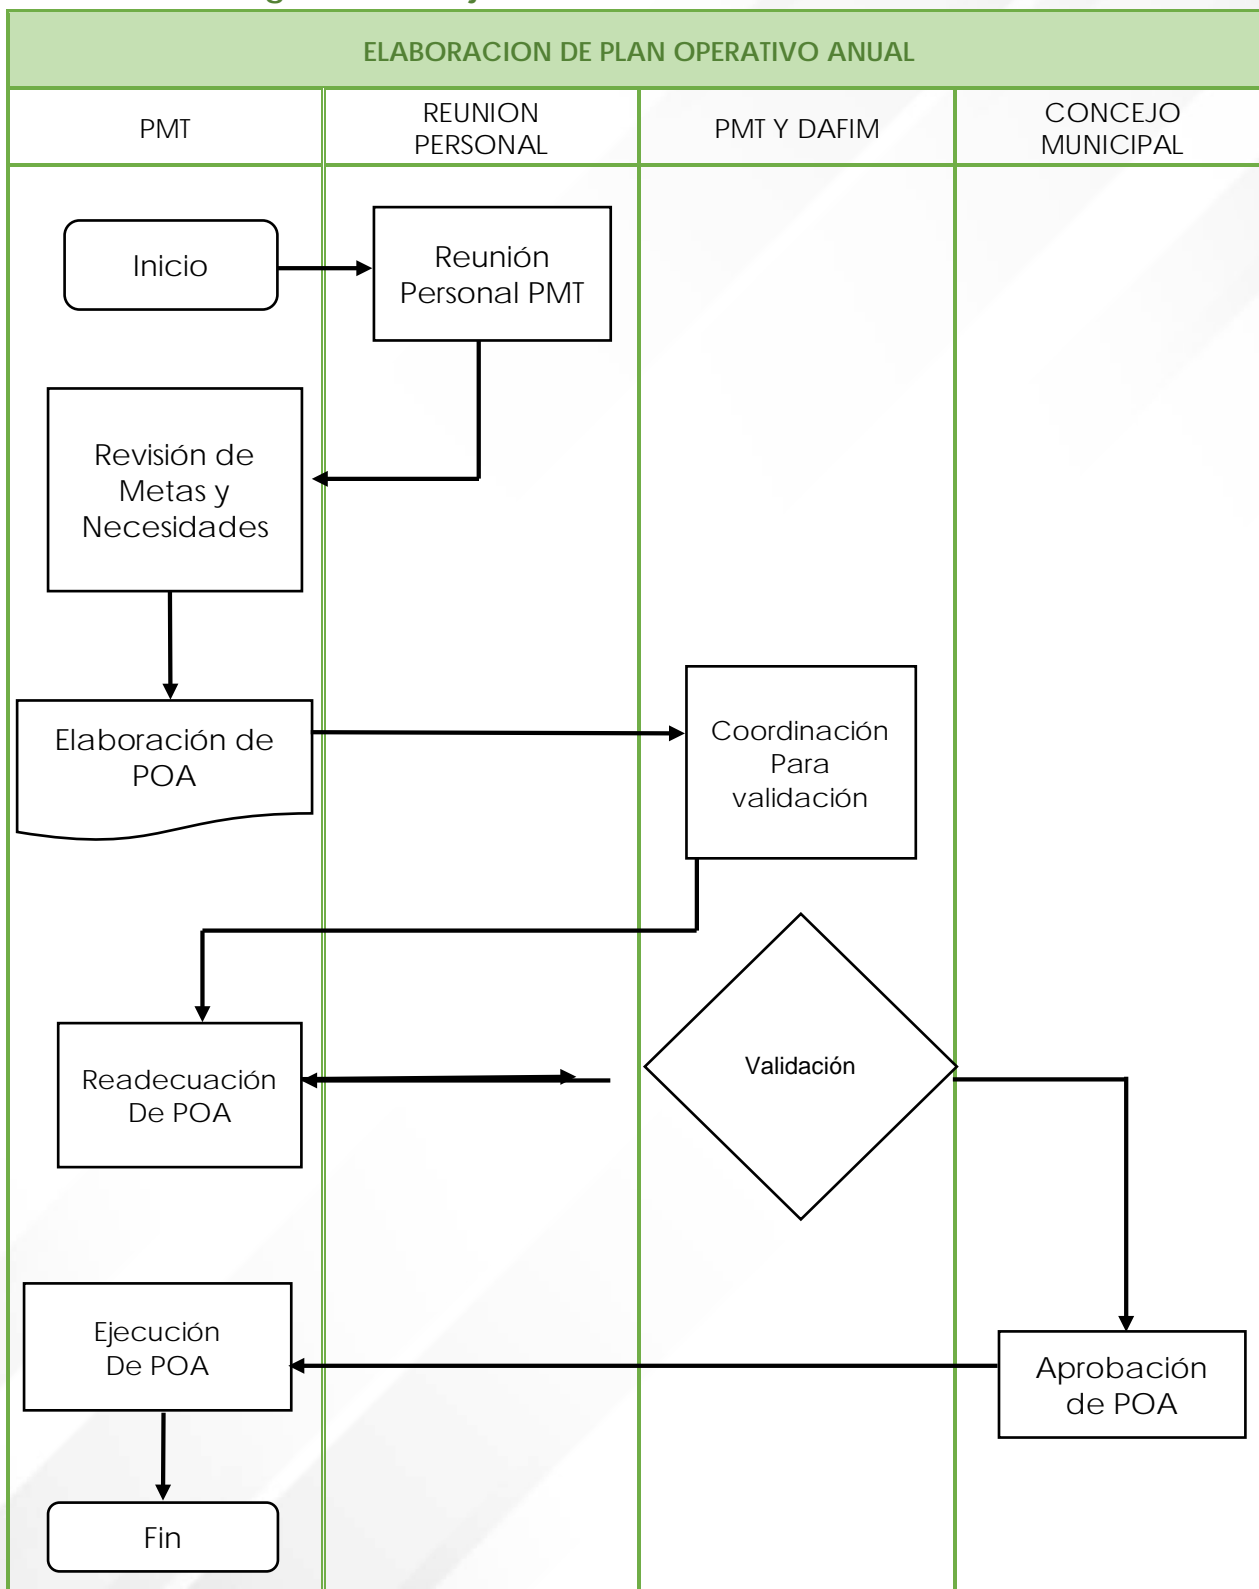 ELABORACION DE PLAN OPERATIVO ANUAL
PMT
REUNION
PERSONAL
PMT Y DAFIM
CONCEJO
MUNICIPAL
Inicio
Reunión
Personal PMT
Revisión de
Metas y
Necesidades
Elaboración de
POA
Coordinación
Para
validación
Readecuación
De POA
Validación
Ejecución
De POA
Aprobación
de POA
Fin